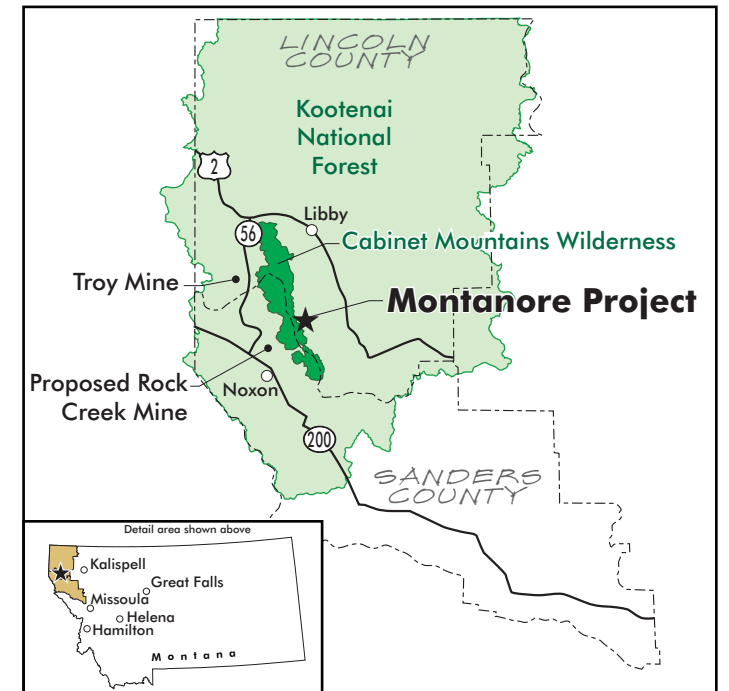 LINCOLN
COUNTY
Kootenai
National
Forest
2
Libby
56
Cabinet Mountains Wilderness
Troy Mine
Montanore Project
Proposed Rock
Creek Mine
Noxon
200
SANDERS
COUNTY
Detail area shown above
Kalispell
Great Falls
Missoula
Helena
Hamilton
Montana